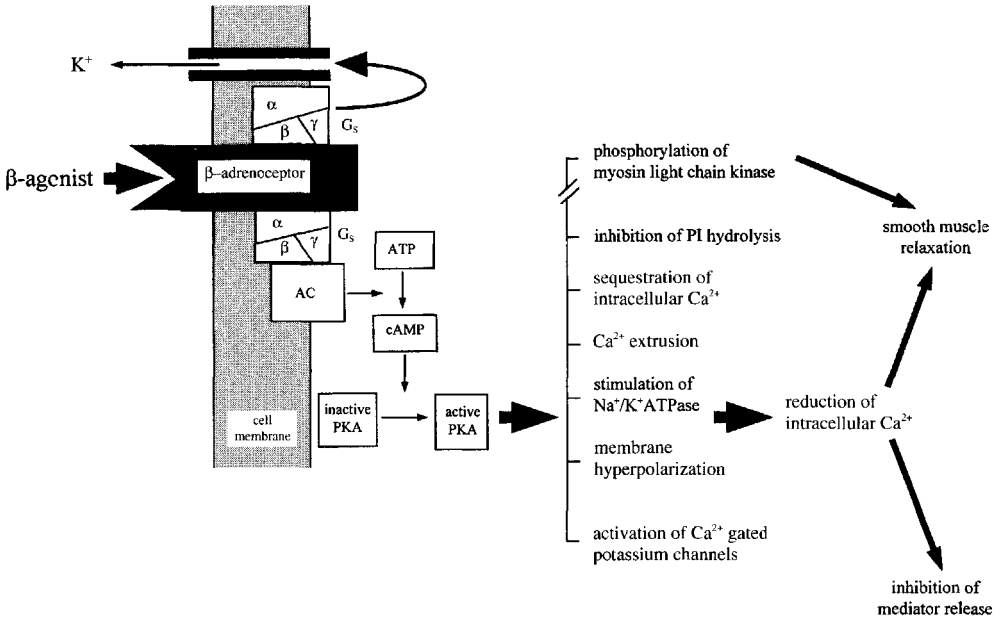 K⁺
α
β
γ
Gs
β-agonist
β–adrenoceptor
α
β
γ
Gs
AC
ATP
cAMP
inactive
PKA
active
PKA
cell
membrane
phosphorylation of
myosin light chain kinase
inhibition of PI hydrolysis
sequestration of
intracellular Ca²⁺
Ca²⁺ extrusion
stimulation of
Na⁺/K⁺ATPase
membrane
hyperpolarization
activation of Ca²⁺ gated
potassium channels
smooth muscle
relaxation
reduction of
intracellular Ca²⁺
inhibition of
mediator release